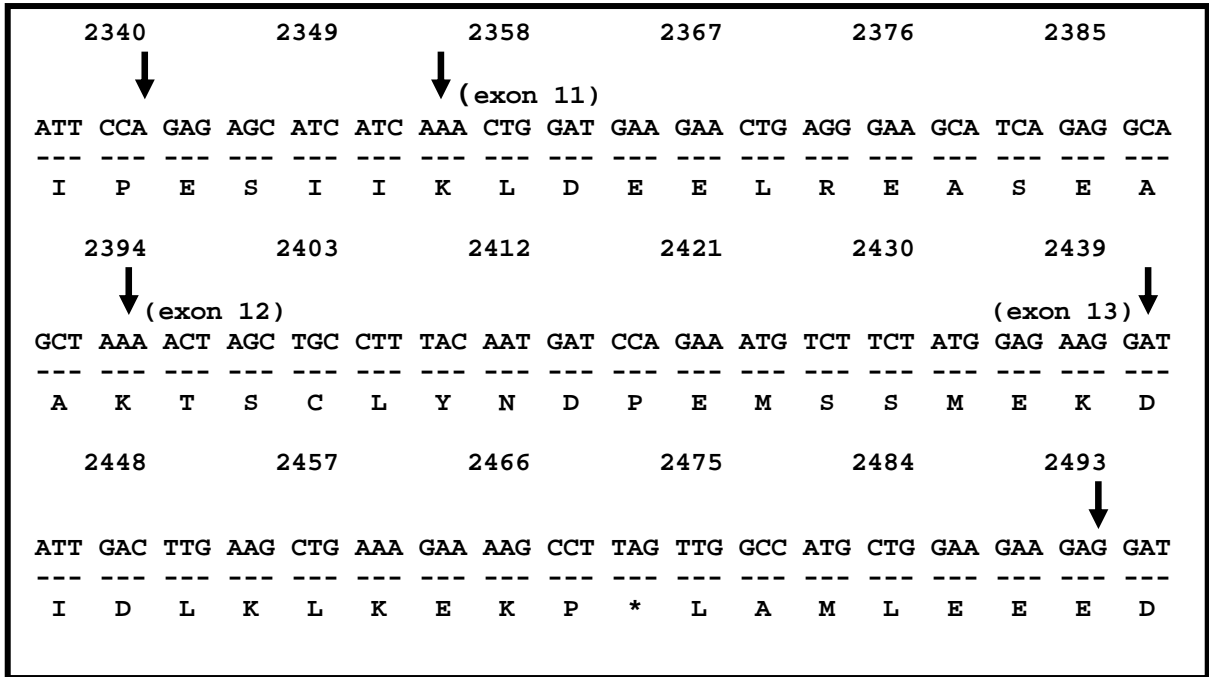 2340 2349 2358 2367 2376 2385
(exon 11)
ATT CCA GAG AGC ATC ATC AAA CTG GAT GAA GAA CTG AGG GAA GCA TCA GAG GCA
--- --- --- --- --- --- --- --- --- --- --- --- --- --- --- --- --- ---
I P E S I I K L D E E L R E A S E A
2394 2403 2412 2421 2430 2439
(exon 12) (exon 13)
GCT AAA ACT AGC TGC CTT TAC AAT GAT CCA GAA ATG TCT TCT ATG GAG AAG GAT
--- --- --- --- --- --- --- --- --- --- --- --- --- --- --- --- --- ---
A K T S C L Y N D P E M S S M E K D
2448 2457 2466 2475 2484 2493
ATT GAC TTG AAG CTG AAA GAA AAG CCT TAG TTG GCC ATG CTG GAA GAA GAG GAT
--- --- --- --- --- --- --- --- --- --- --- --- --- --- --- --- --- ---
I D L K L K E K P * L A M L E E E D